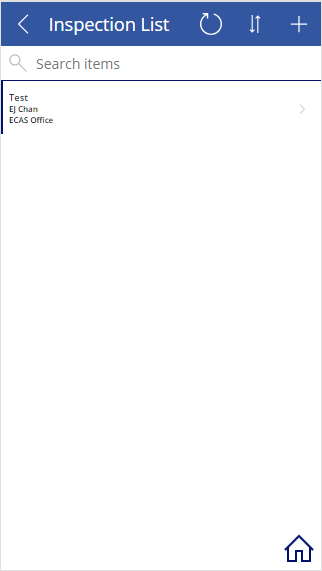 Inspection List
Search items
Test
EJ Chan
ECAS Office